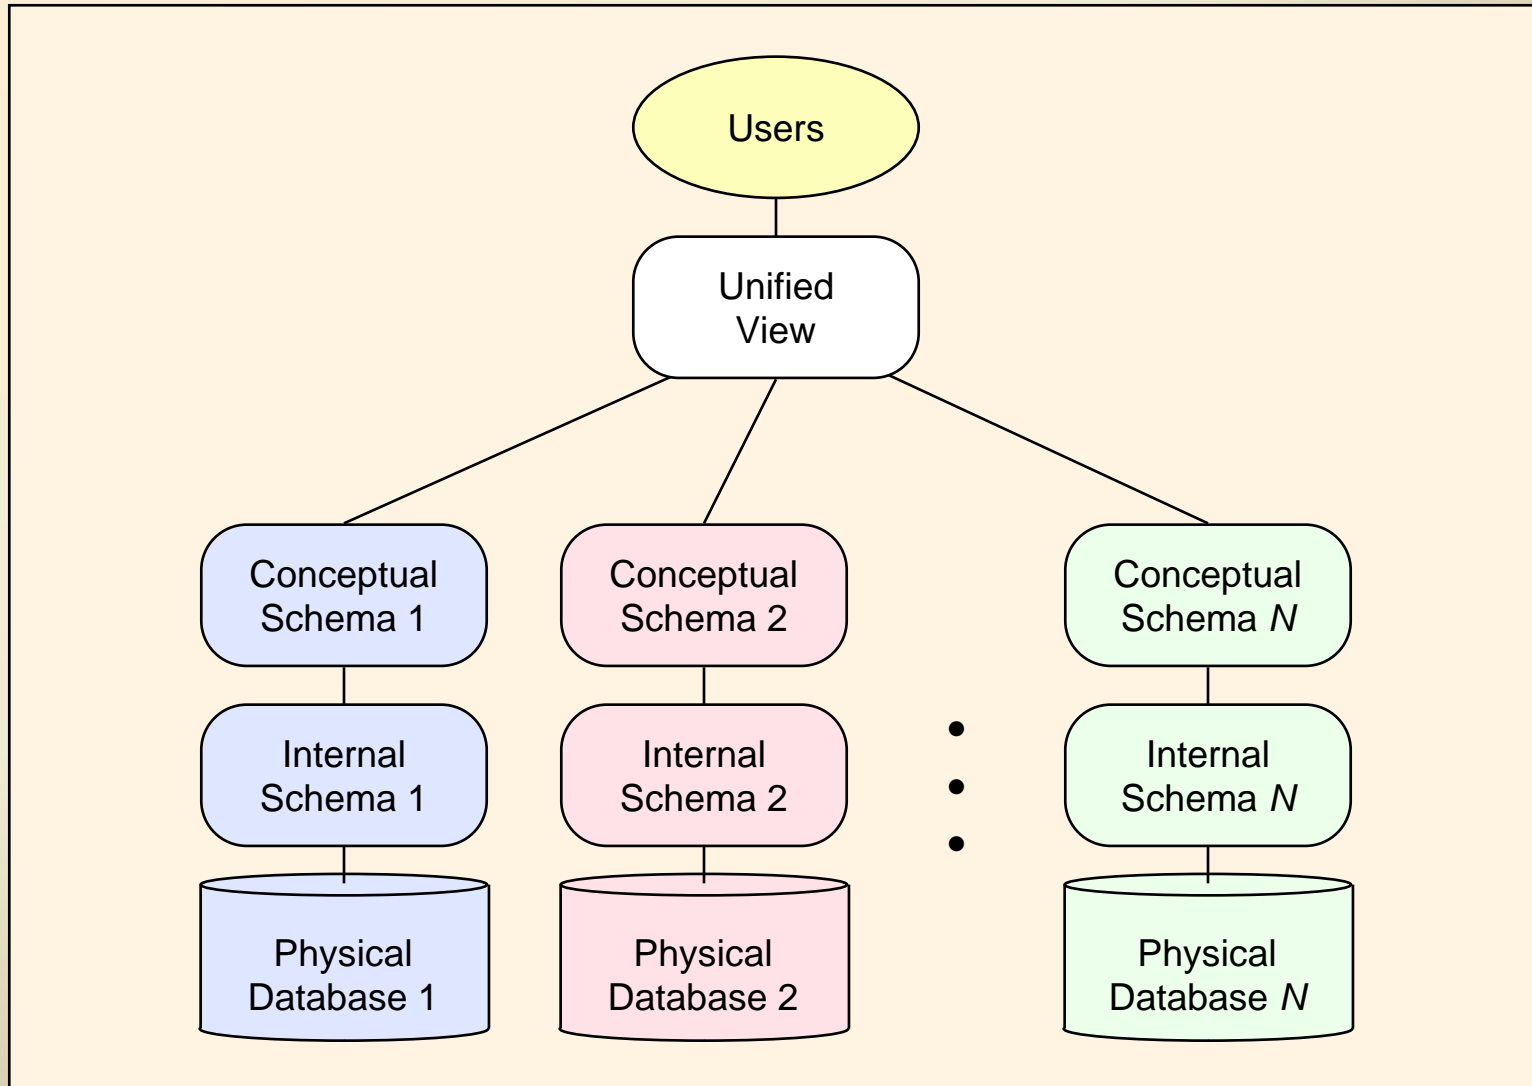 Users
Unified
View
Conceptual
Schema 1
Conceptual
Schema 2
Conceptual
Schema N
Internal
Schema 1
Internal
Schema 2
Internal
Schema N
Physical
Database 1
Physical
Database 2
Physical
Database N